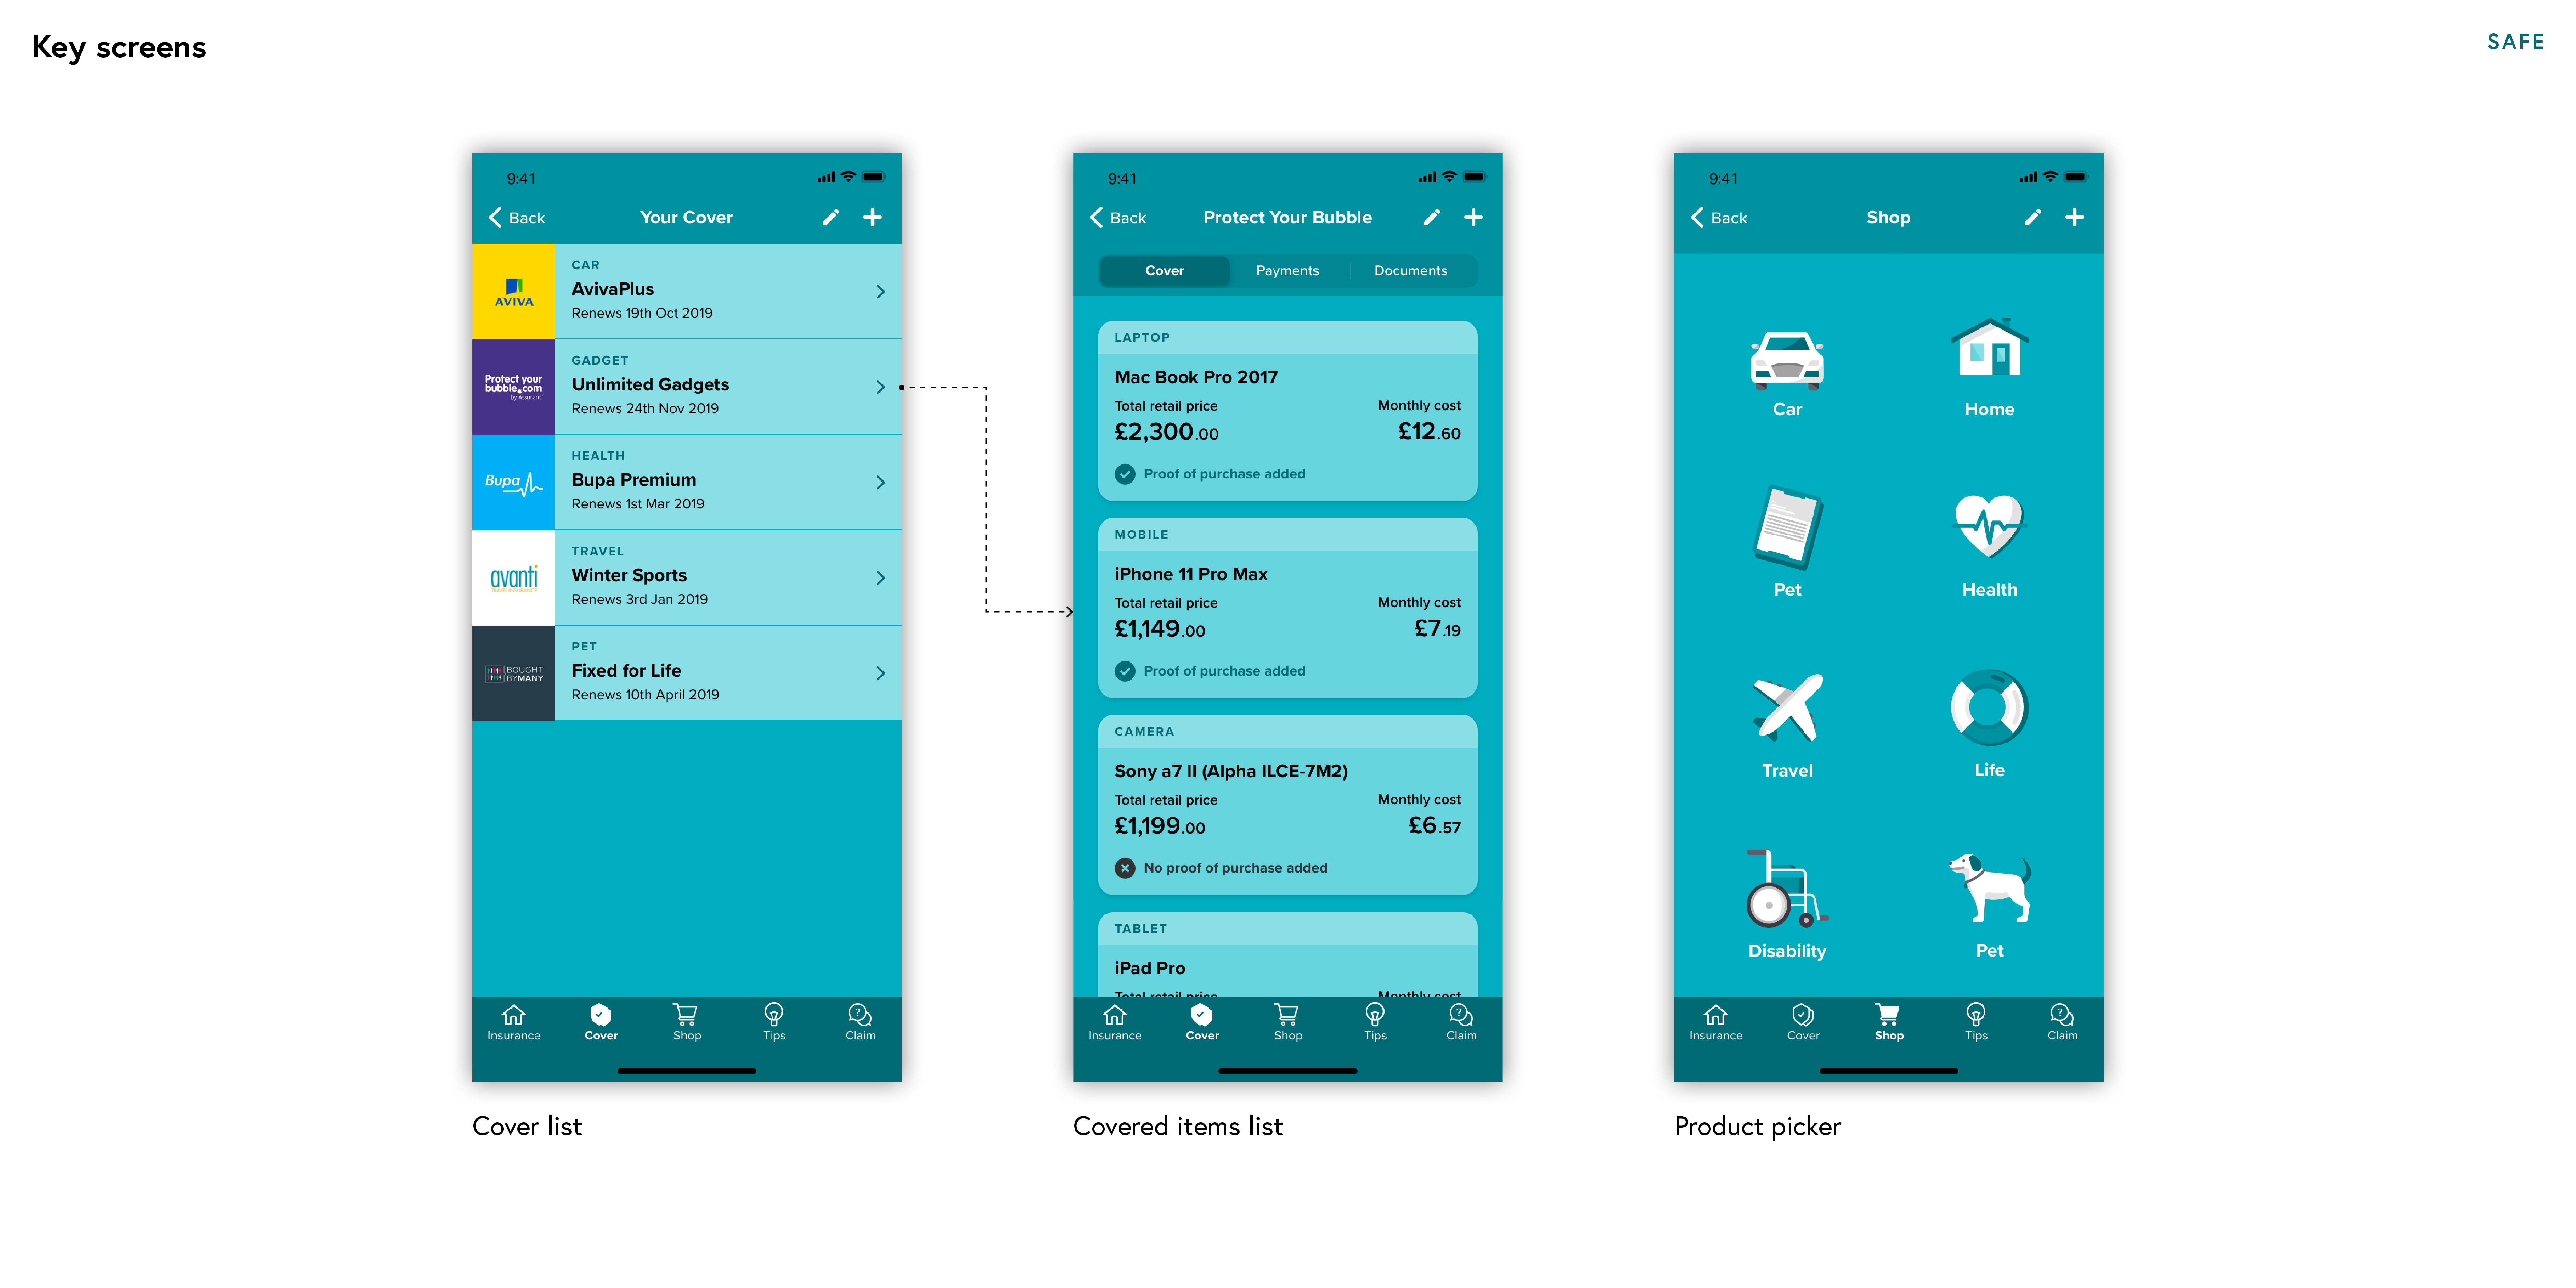 Key screens
SAFE
9:41
Back
Your Cover
AVIVA
CAR
AvivaPlus
Renews 19th Oct 2019
Protect your
bubble.com
by Assurant
GADGET
Unlimited Gadgets
Renews 24th Nov 2019
Bupa
HEALTH
Bupa Premium
Renews 1st Mar 2019
avanti
TRAVEL INSURANCE
TRAVEL
Winter Sports
Renews 3rd Jan 2019
BOUGHT
BYMANY
PET
Fixed for Life
Renews 10th April 2019
Insurance Cover Shop Tips Claim
Cover list
9:41
Back
Protect Your Bubble
Cover Payments Documents
LAPTOP
Mac Book Pro 2017
Total retail price Monthly cost
£2,300.00 £12.60
Proof of purchase added
MOBILE
iPhone 11 Pro Max
Total retail price Monthly cost
£1,149.00 £7.19
Proof of purchase added
CAMERA
Sony a7 II (Alpha ILCE-7M2)
Total retail price Monthly cost
£1,199.00 £6.57
No proof of purchase added
TABLET
iPad Pro
Total retail price Monthly cost
Insurance Cover Shop Tips Claim
Covered items list
9:41
Back
Shop
Car Home
Pet Health
Travel Life
Disability Pet
Insurance Cover Shop Tips Claim
Product picker